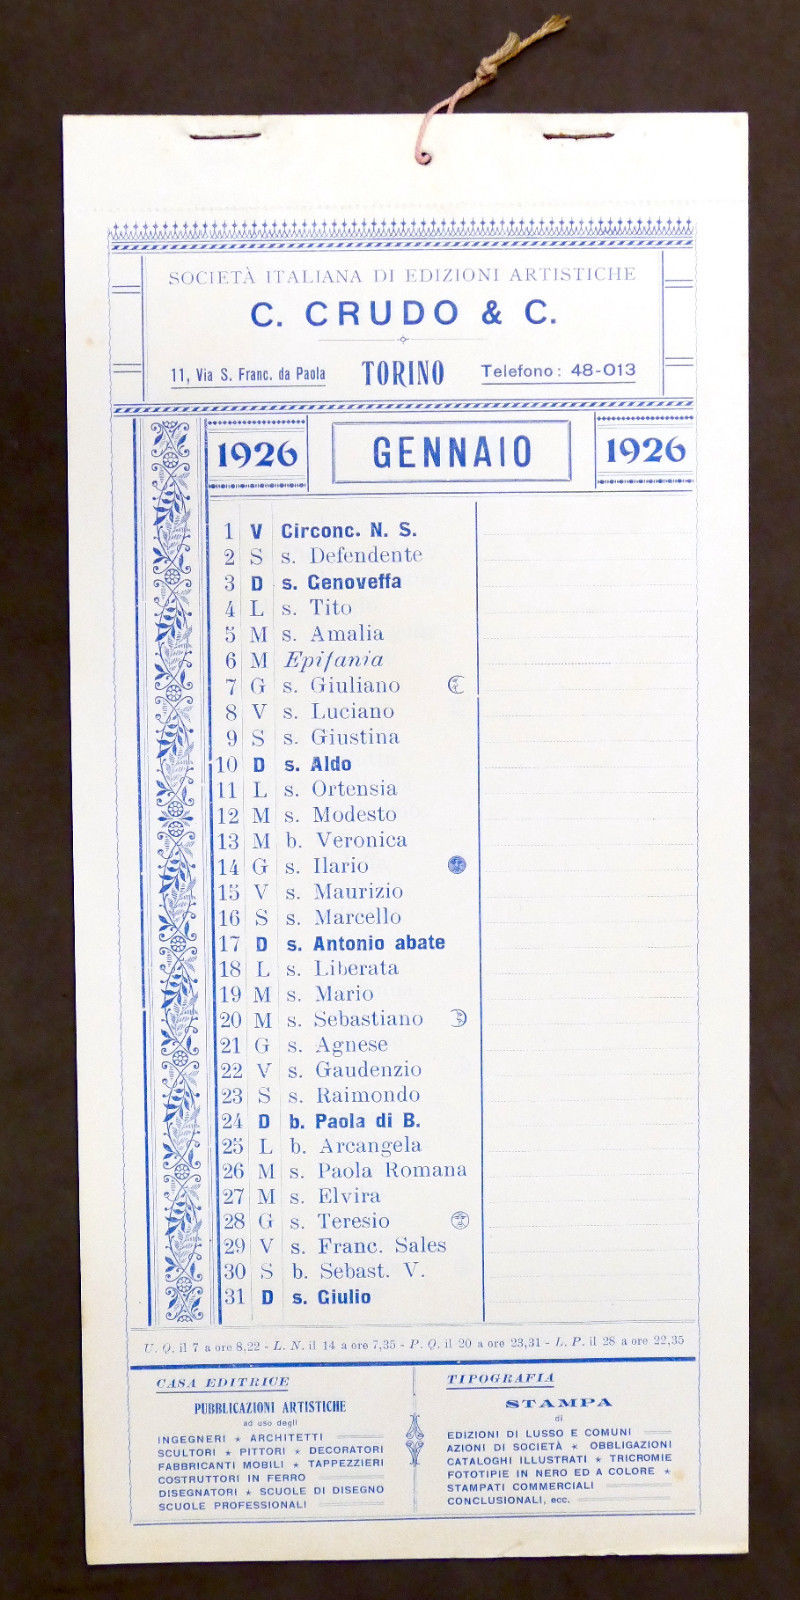 SOCIETÀ ITALIANA DI EDIZIONI ARTISTICHE
C. CRUDO & C.
11, Via S. Franc. da Paola TORINO Telefono: 48-013
1926 GENNAIO 1926
1 V Circonc. N. S.
2 S s. Defendente
3 D s. Genoveffa
4 L s. Tito
5 M s. Amalia
6 M Epifania
7 G s. Giuliano
8 V s. Luciano
9 S s. Giustina
10 D s. Aldo
11 L s. Ortensia
12 M s. Modesto
13 M b. Veronica
14 G s. Ilario
15 V s. Maurizio
16 S s. Marcello
17 D s. Antonio abate
18 L s. Liberata
19 M s. Mario
20 M s. Sebastiano
21 G s. Agnese
22 V s. Gaudenzio
23 S s. Raimondo
24 D b. Paola di B.
25 L b. Arcangela
26 M s. Paola Romana
27 M s. Elvira
28 G s. Teresio
29 V s. Franc. Sales
30 S b. Sebast. V.
31 D s. Giulio
U. Q. il 7 a ore 8,22 - L. N. il 14 a ore 7,35 - P. Q. il 20 a ore 23,31 - L. P. il 28 a ore 22,35
CASA EDITRICE
PUBBLICAZIONI ARTISTICHE
ad uso degli
INGEGNERI ★ ARCHITETTI
SCULTORI ★ PITTORI ★ DECORATORI
FABBRICANTI MOBILI ★ TAPPEZZIERI
COSTRUTTORI IN FERRO
DISEGNATORI ★ SCUOLE DI DISEGNO
SCUOLE PROFESSIONALI
TIPOGRAFIA
STAMPA
di
EDIZIONI DI LUSSO E COMUNI
AZIONI DI SOCIETÀ ★ OBBLIGAZIONI
CATALOGHI ILLUSTRATI ★ TRICROMIE
FOTOTIPIE IN NERO ED A COLORE ★
STAMPATI COMMERCIALI
CONCLUSIONALI, ecc.